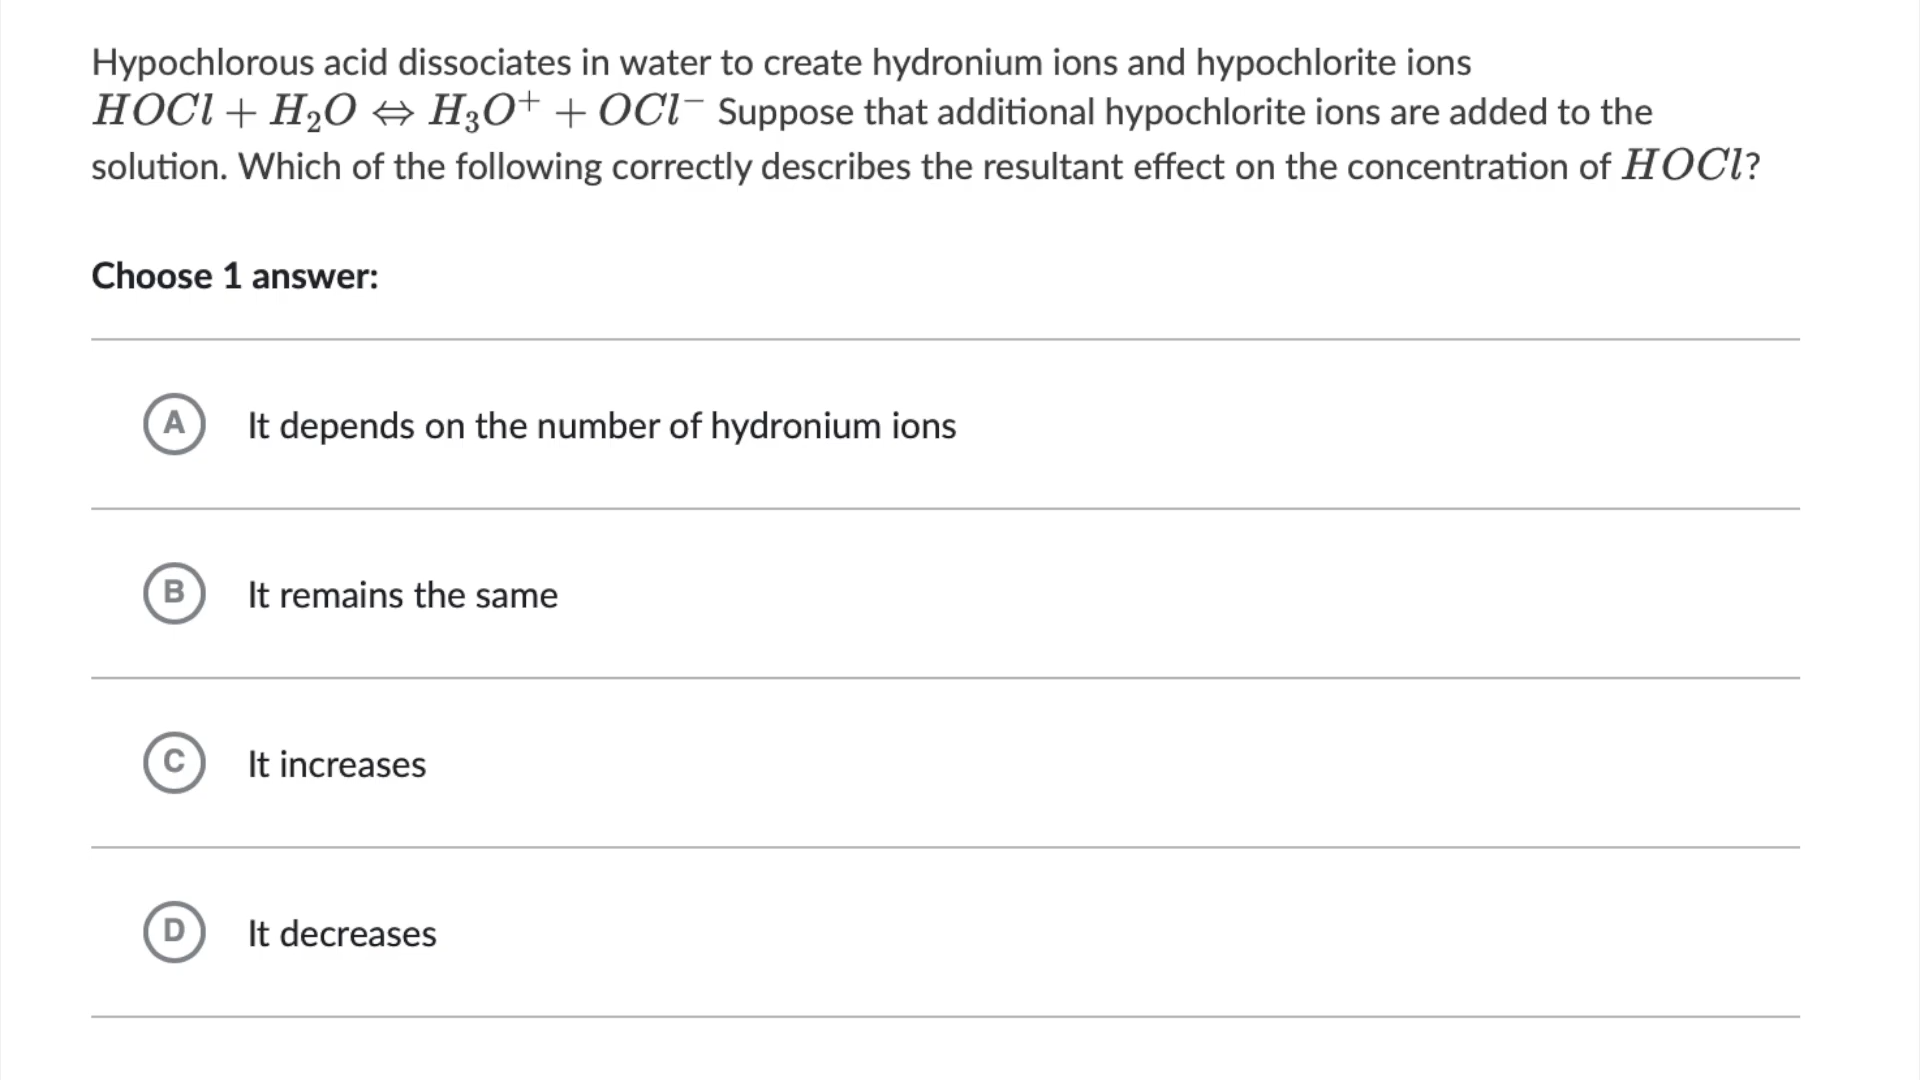 Hypochlorous acid dissociates in water to create hydronium ions and hypochlorite ions
HOCl + H₂O ⇔ H₃O⁺ + OCl⁻ Suppose that additional hypochlorite ions are added to the
solution. Which of the following correctly describes the resultant effect on the concentration of HOCl?
Choose 1 answer:
A It depends on the number of hydronium ions
B It remains the same
C It increases
D It decreases